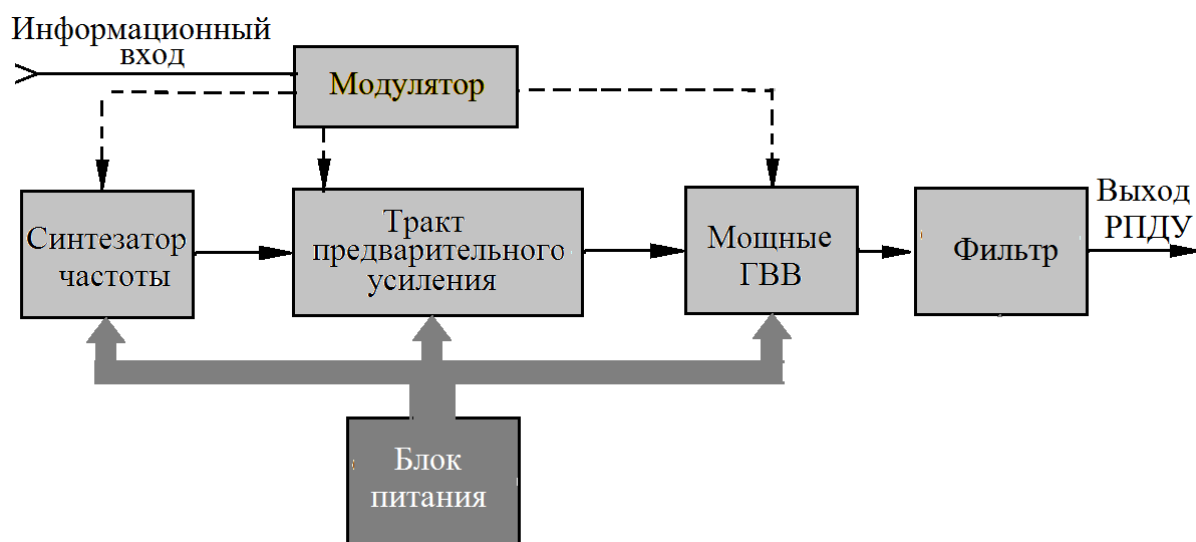 Информационный
вход
Модулятор
Синтезатор
частоты
Тракт
предварительного
усиления
Мощные
ГВВ
Фильтр
Выход
РПДУ
Блок
питания